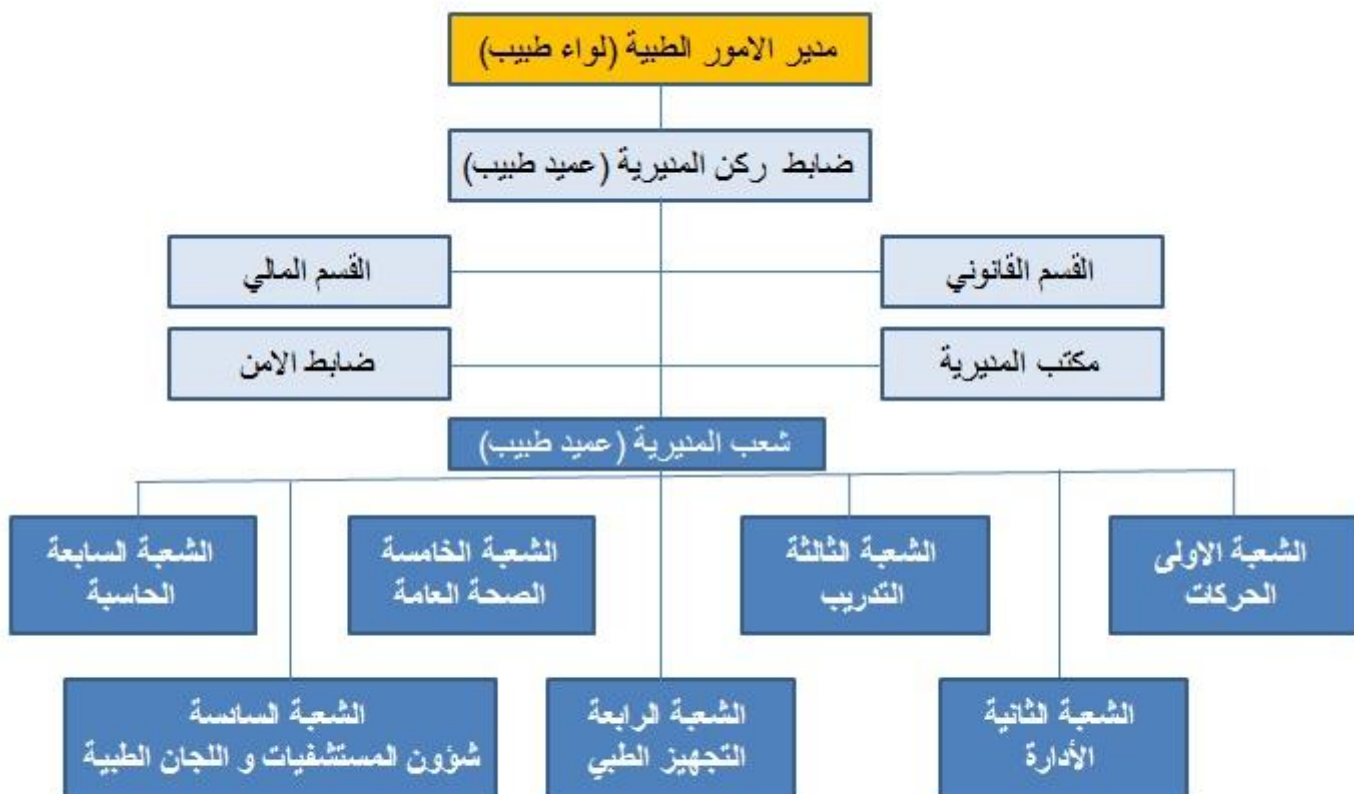 مدير الامور الطبية (لواء طبيب)
ضابط ركن المديرية (عميد طبيب)
القسم القانوني
القسم المالي
مكتب المديرية
ضابط الامن
شعب المديرية (عميد طبيب)
الشعبة الاولى
الحركات
الشعبة الثالثة
التدريب
الشعبة الخامسة
الصحة العامة
الشعبة السابعة
الحاسبة
الشعبة الثانية
الأدارة
الشعبة الرابعة
التجهيز الطبي
الشعبة السادسة
شؤون المستشفيات و اللجان الطبية